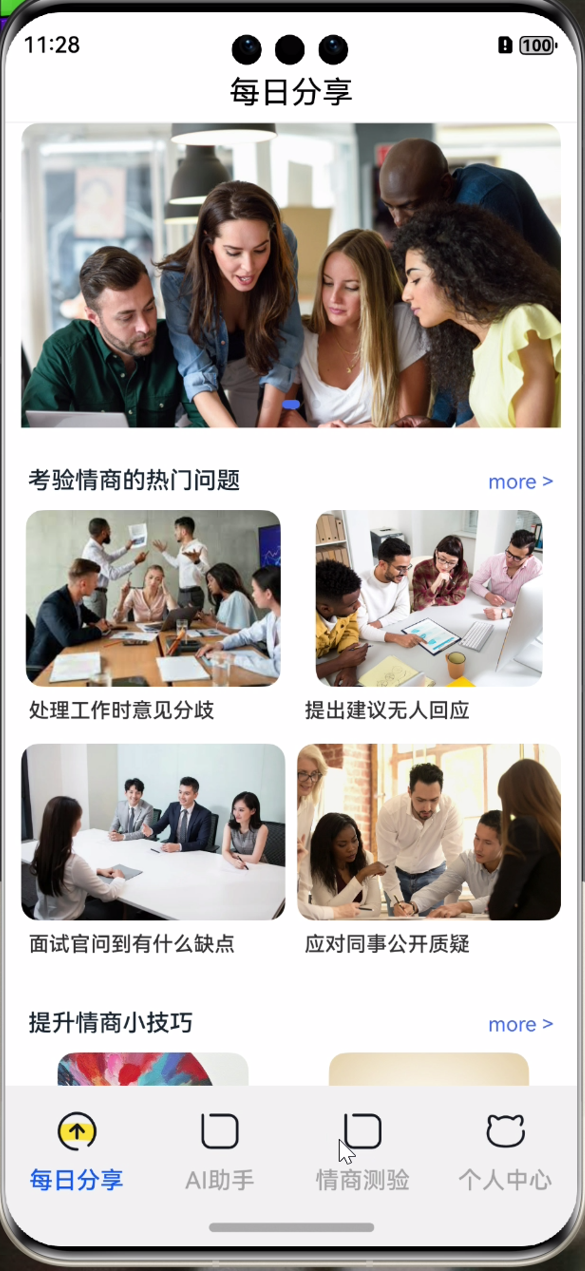 11:28
100
每日分享
考验情商的热门问题
more >
处理工作时意见分歧
提出建议无人回应
面试官问到有什么缺点
应对同事公开质疑
提升情商小技巧
more >
每日分享
AI助手
情商测验
个人中心